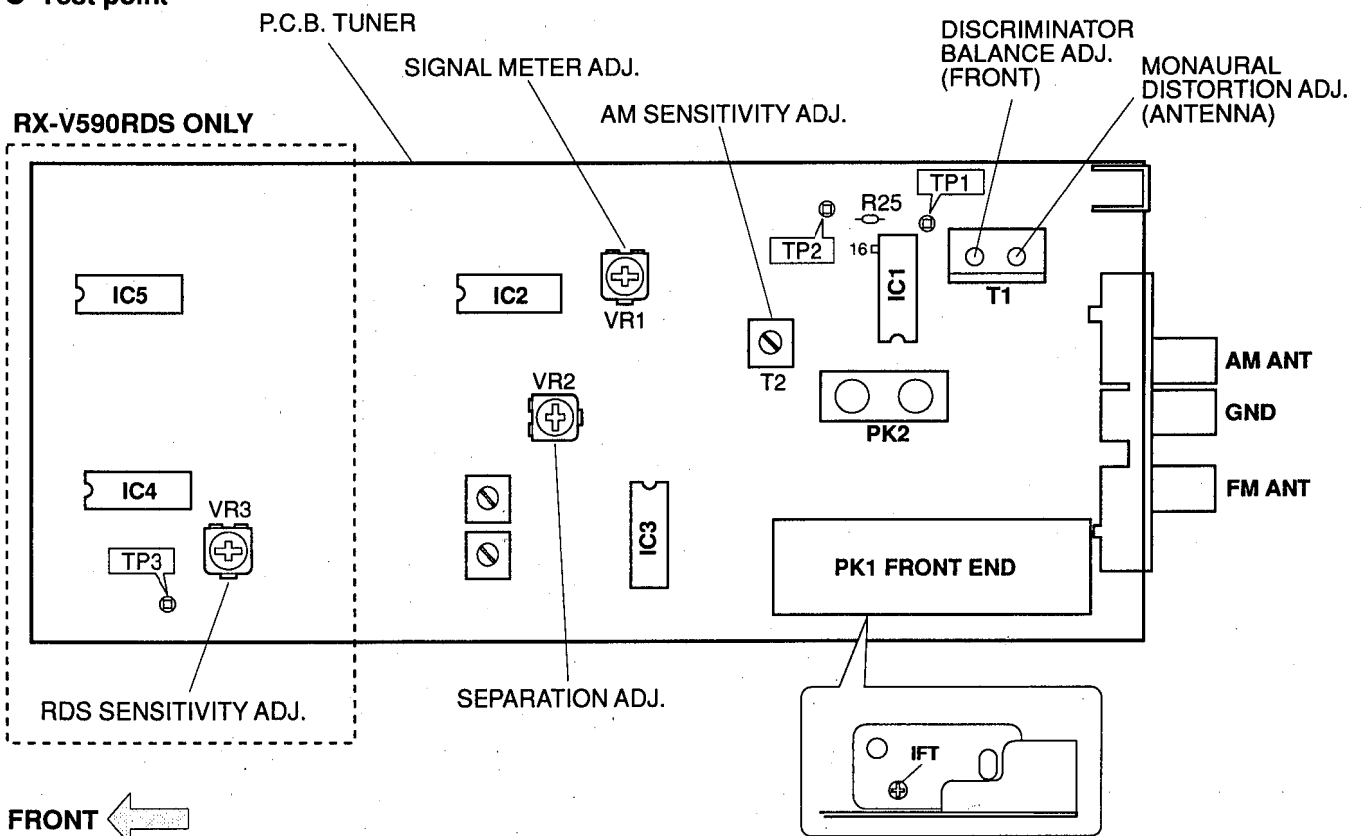 Test point
P.C.B. TUNER
SIGNAL METER ADJ.
AM SENSITIVITY ADJ.
DISCRIMINATOR
BALANCE ADJ.
(FRONT)
MONAURAL
DISTORTION ADJ.
(ANTENNA)
RX-V590RDS ONLY
TP1
R25
TP2
16
IC1
T1
IC5
IC2
VR1
T2
VR2
PK2
AM ANT
GND
FM ANT
IC4
VR3
TP3
IC3
PK1 FRONT END
RDS SENSITIVITY ADJ.
SEPARATION ADJ.
IFT
FRONT